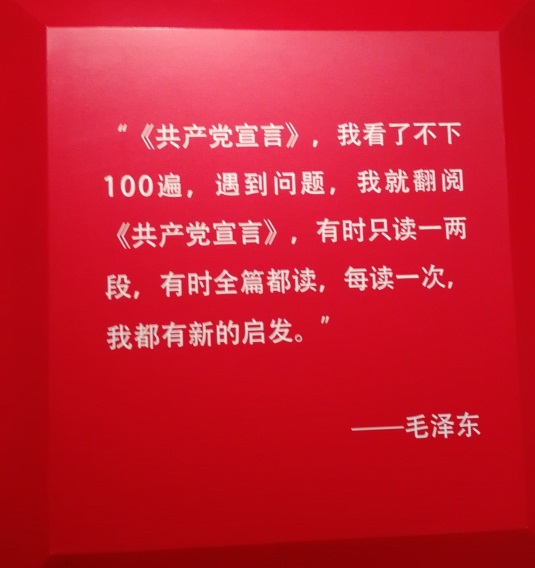 “《共产党宣言》，我看了不下
100遍，遇到问题，我就翻阅
《共产党宣言》，有时只读一两
段，有时全篇都读，每读一次，
我都有新的启发。”
——毛泽东